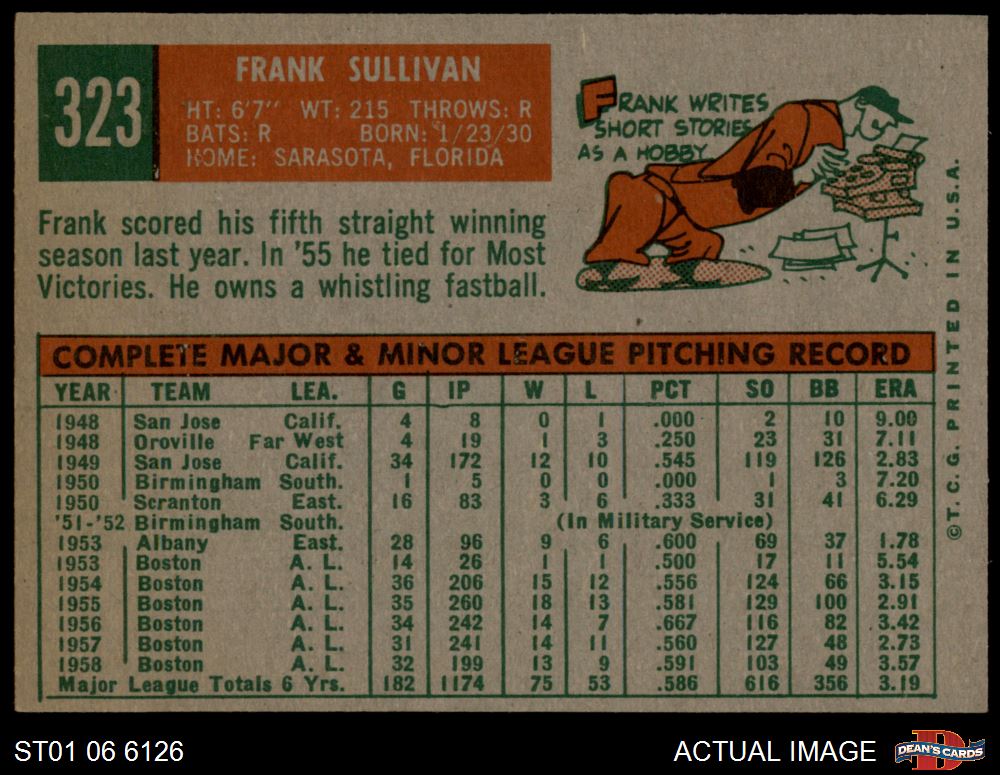 323
FRANK SULLIVAN
HT: 6'7" WT: 215 THROWS: R
BATS: R BORN: 1/23/30
HOME: SARASOTA, FLORIDA
FRANK WRITES
SHORT STORIES
AS A HOBBY
Frank scored his fifth straight winning
season last year. In '55 he tied for Most
Victories. He owns a whistling fastball.
COMPLETE MAJOR & MINOR LEAGUE PITCHING RECORD
YEAR TEAM LEA. G IP W L PCT SO BB ERA
1948 San Jose Calif. 4 8 0 1 .000 2 10 9.00
1948 Oroville Far West 4 19 1 3 .250 23 31 7.11
1949 San Jose Calif. 34 172 12 10 .545 119 126 2.83
1950 Birmingham South. 1 5 0 0 .000 1 3 7.20
1950 Scranton East. 16 83 3 6 .333 31 41 6.29
'51-'52 Birmingham South. (In Military Service)
1953 Albany East. 28 96 9 6 .600 69 37 1.78
1953 Boston A. L. 14 26 1 1 .500 17 11 5.54
1954 Boston A. L. 36 206 15 12 .556 124 66 3.15
1955 Boston A. L. 35 260 18 13 .581 129 100 2.91
1956 Boston A. L. 34 242 14 7 .667 116 82 3.42
1957 Boston A. L. 31 241 14 11 .560 127 48 2.73
1958 Boston A. L. 32 199 13 9 .591 103 49 3.57
Major League Totals 6 Yrs. 182 1174 75 53 .586 616 356 3.19
©T.C.G. PRINTED IN U.S.A.
ST01 06 6126
ACTUAL IMAGE
D
DEAN'S CARDS